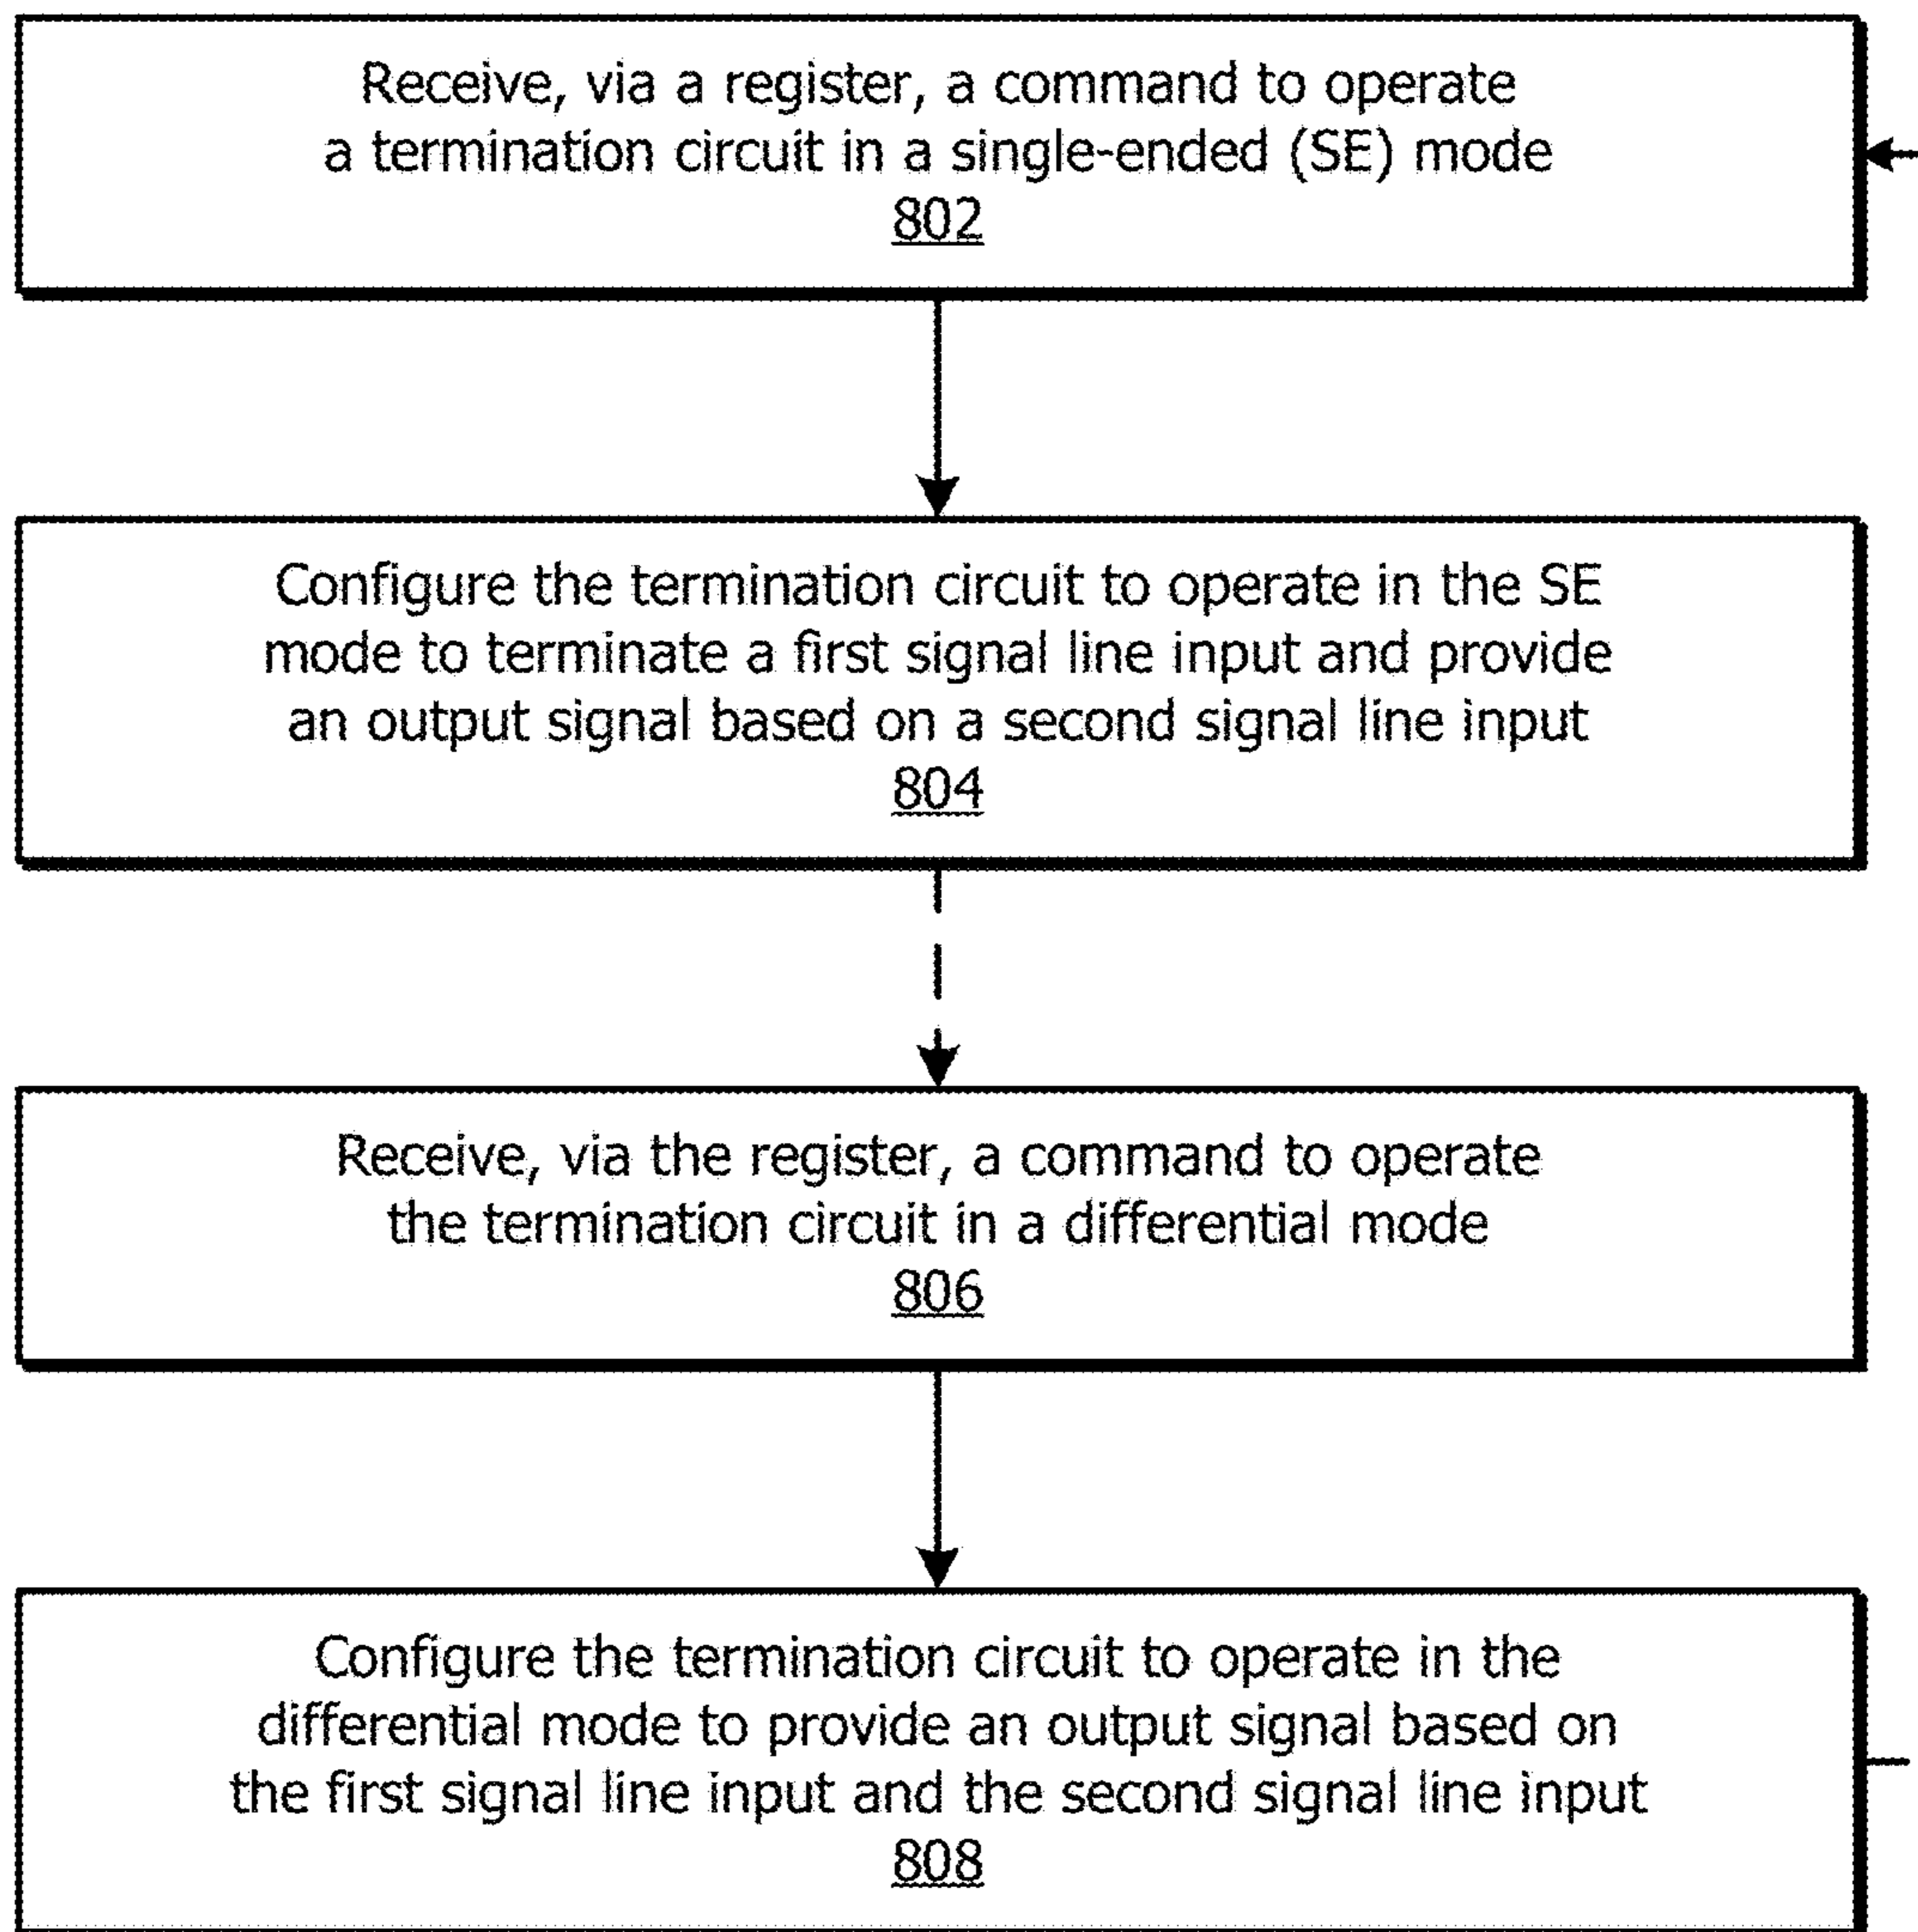 Receive, via a register, a command to operate
a termination circuit in a single-ended (SE) mode
802
Configure the termination circuit to operate in the SE
mode to terminate a first signal line input and provide
an output signal based on a second signal line input
804
Receive, via the register, a command to operate
the termination circuit in a differential mode
806
Configure the termination circuit to operate in the
differential mode to provide an output signal based on
the first signal line input and the second signal line input
808